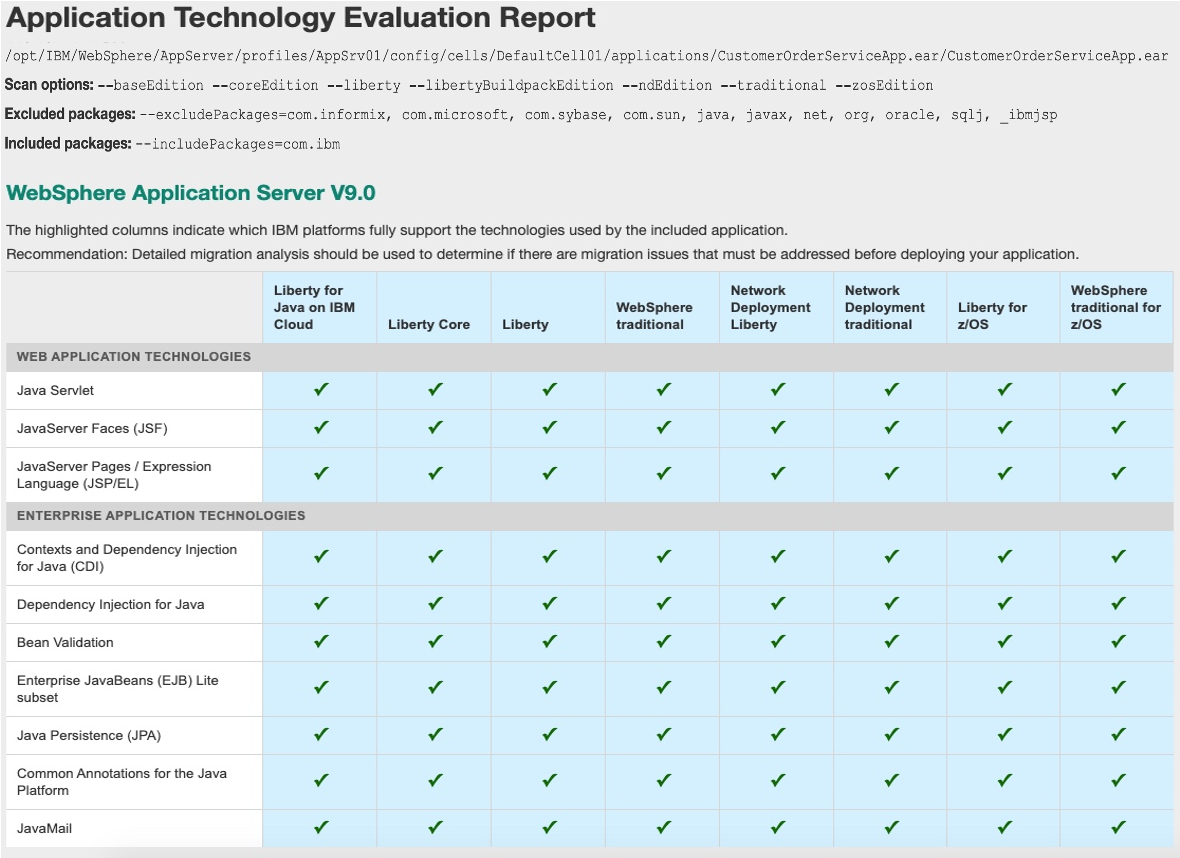 Application Technology Evaluation Report
/opt/IBM/WebSphere/AppServer/profiles/AppSrv01/config/cells/DefaultCell01/applications/CustomerOrderServiceApp.ear/CustomerOrderServiceApp.ear
Scan options: --baseEdition --coreEdition --liberty --libertyBuildpackEdition --ndEdition --traditional --zosEdition
Excluded packages: --excludePackages=com.informix, com.microsoft, com.sybase, com.sun, java, javax, net, org, oracle, sqlj, _ibmjsp
Included packages: --includePackages=com.ibm
WebSphere Application Server V9.0
The highlighted columns indicate which IBM platforms fully support the technologies used by the included application.
Recommendation: Detailed migration analysis should be used to determine if there are migration issues that must be addressed before deploying your application.
Liberty for
Java on IBM
Cloud
Liberty Core
Liberty
WebSphere
traditional
Network
Deployment
Liberty
Network
Deployment
traditional
Liberty for
z/OS
WebSphere
traditional for
z/OS
WEB APPLICATION TECHNOLOGIES
Java Servlet ✓ ✓ ✓ ✓ ✓ ✓ ✓ ✓
JavaServer Faces (JSF) ✓ ✓ ✓ ✓ ✓ ✓ ✓ ✓
JavaServer Pages / Expression
Language (JSP/EL) ✓ ✓ ✓ ✓ ✓ ✓ ✓ ✓
ENTERPRISE APPLICATION TECHNOLOGIES
Contexts and Dependency Injection
for Java (CDI) ✓ ✓ ✓ ✓ ✓ ✓ ✓ ✓
Dependency Injection for Java ✓ ✓ ✓ ✓ ✓ ✓ ✓ ✓
Bean Validation ✓ ✓ ✓ ✓ ✓ ✓ ✓ ✓
Enterprise JavaBeans (EJB) Lite
subset ✓ ✓ ✓ ✓ ✓ ✓ ✓ ✓
Java Persistence (JPA) ✓ ✓ ✓ ✓ ✓ ✓ ✓ ✓
Common Annotations for the Java
Platform ✓ ✓ ✓ ✓ ✓ ✓ ✓ ✓
JavaMail ✓ ✓ ✓ ✓ ✓ ✓ ✓ ✓